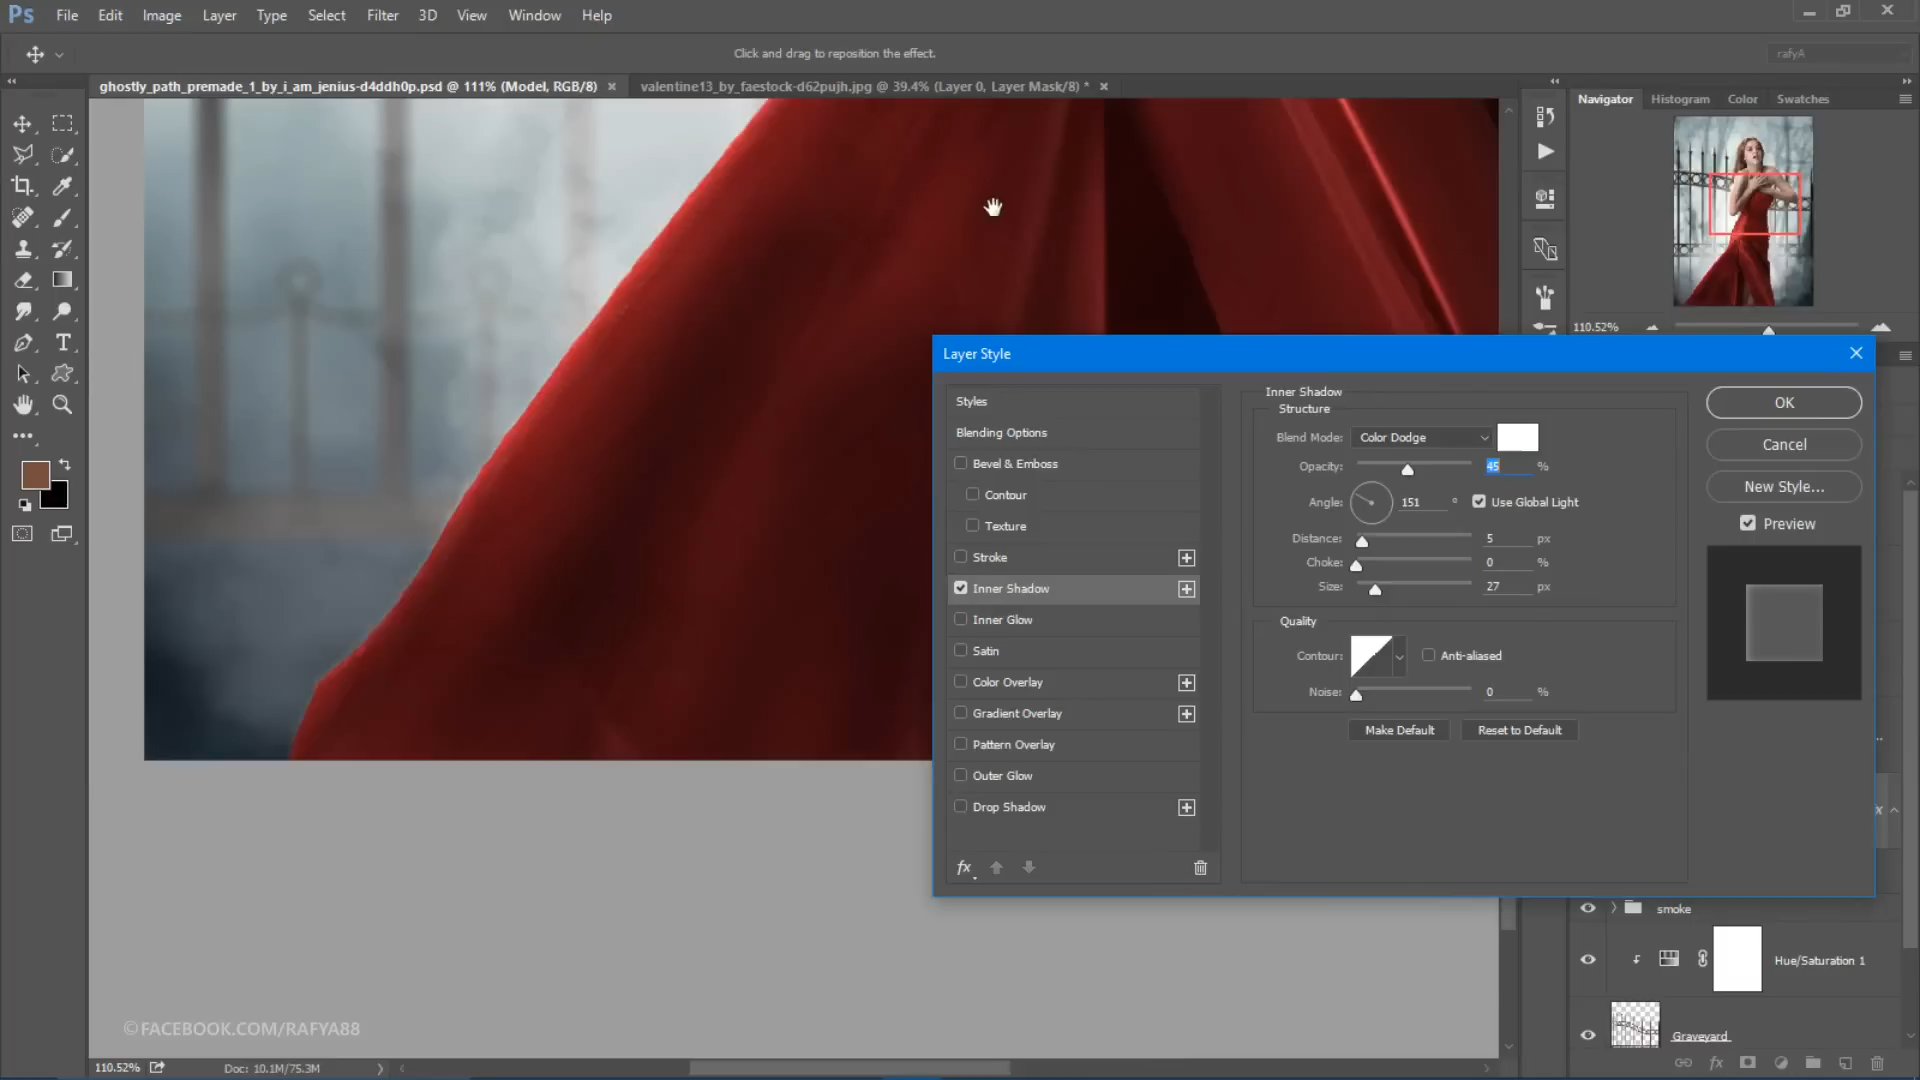 Ps File Edit Image Layer Type Select Filter 3D View Window Help
Click and drag to reposition the effect.
rafyA
ghostly_path_premade_1_by_i_am_jenius-d4ddh0p.psd @ 111% (Model, RGB/8) ×
valentine13_by_faestock-d62pujh.jpg @ 39.4% (Layer 0, Layer Mask/8) * ×
Navigator Histogram Color Swatches
110.52%
Layer Style
Styles
Blending Options
Bevel & Emboss
Contour
Texture
Stroke
Inner Shadow
Inner Glow
Satin
Color Overlay
Gradient Overlay
Pattern Overlay
Outer Glow
Drop Shadow
fx
Inner Shadow
Structure
Blend Mode: Color Dodge
Opacity: 45 %
Angle: 151 ° Use Global Light
Distance: 5 px
Choke: 0 %
Size: 27 px
Quality
Contour: Anti-aliased
Noise: 0 %
Make Default Reset to Default
OK
Cancel
New Style...
Preview
smoke
Hue/Saturation 1
Graveyard
fx
©FACEBOOK.COM/RAFYA88
110.52% Doc: 10.1M/75.3M